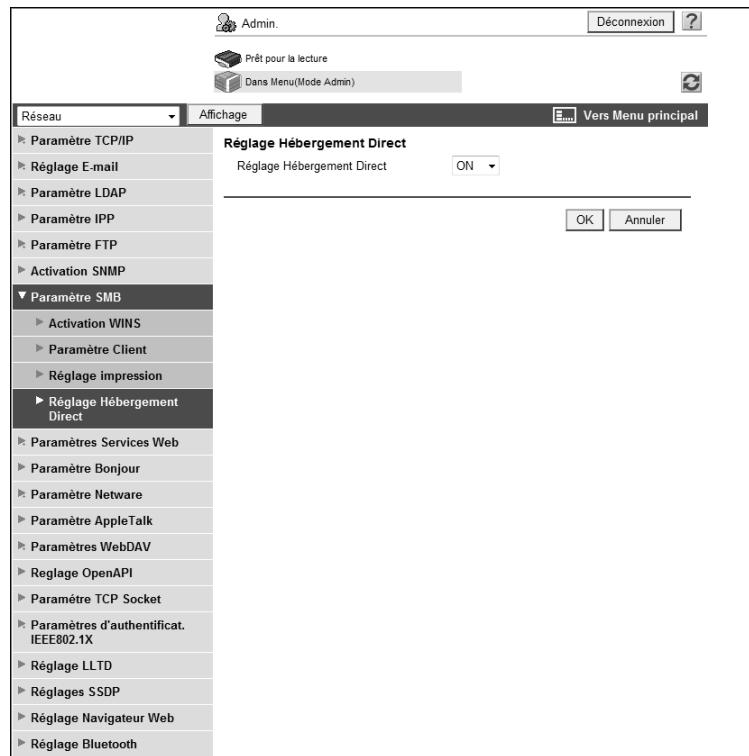 Admin.
Déconnexion
?
Prêt pour la lecture
Dans Menu(Mode Admin)
Réseau
Affichage
Vers Menu principal
Paramètre TCP/IP
Réglage E-mail
Paramètre LDAP
Paramètre IPP
Paramètre FTP
Activation SNMP
Paramètre SMB
Activation WINS
Paramètre Client
Réglage impression
Réglage Hébergement
Direct
Paramètres Services Web
Paramètre Bonjour
Paramètre Netware
Paramètre AppleTalk
Paramètres WebDAV
Reglage OpenAPI
Paramétre TCP Socket
Paramètres d'authentificat.
IEEE802.1X
Réglage LLTD
Réglages SSDP
Réglage Navigateur Web
Réglage Bluetooth
Réglage Hébergement Direct
Réglage Hébergement Direct ON
OK Annuler